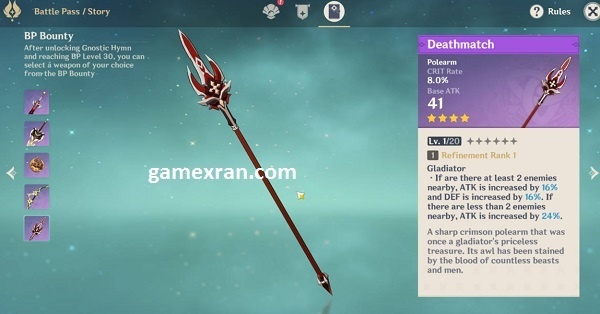 Battle Pass / Story
Rules
BP Bounty
After unlocking Gnostic Hymn
and reaching BP Level 30, you can
select a weapon of your choice
from the BP Bounty
gamexran.com
Deathmatch
Polearm
CRIT Rate
8.0%
Base ATK
41
Lv. 1/20
1 Refinement Rank 1
Gladiator
· If are there at least 2 enemies
nearby, ATK is increased by 16%
and DEF is increased by 16%. If
there are less than 2 enemies
nearby, ATK is increased by 24%.
A sharp crimson polearm that was
once a gladiator's priceless
treasure. Its awl has been stained
by the blood of countless beasts
and men.